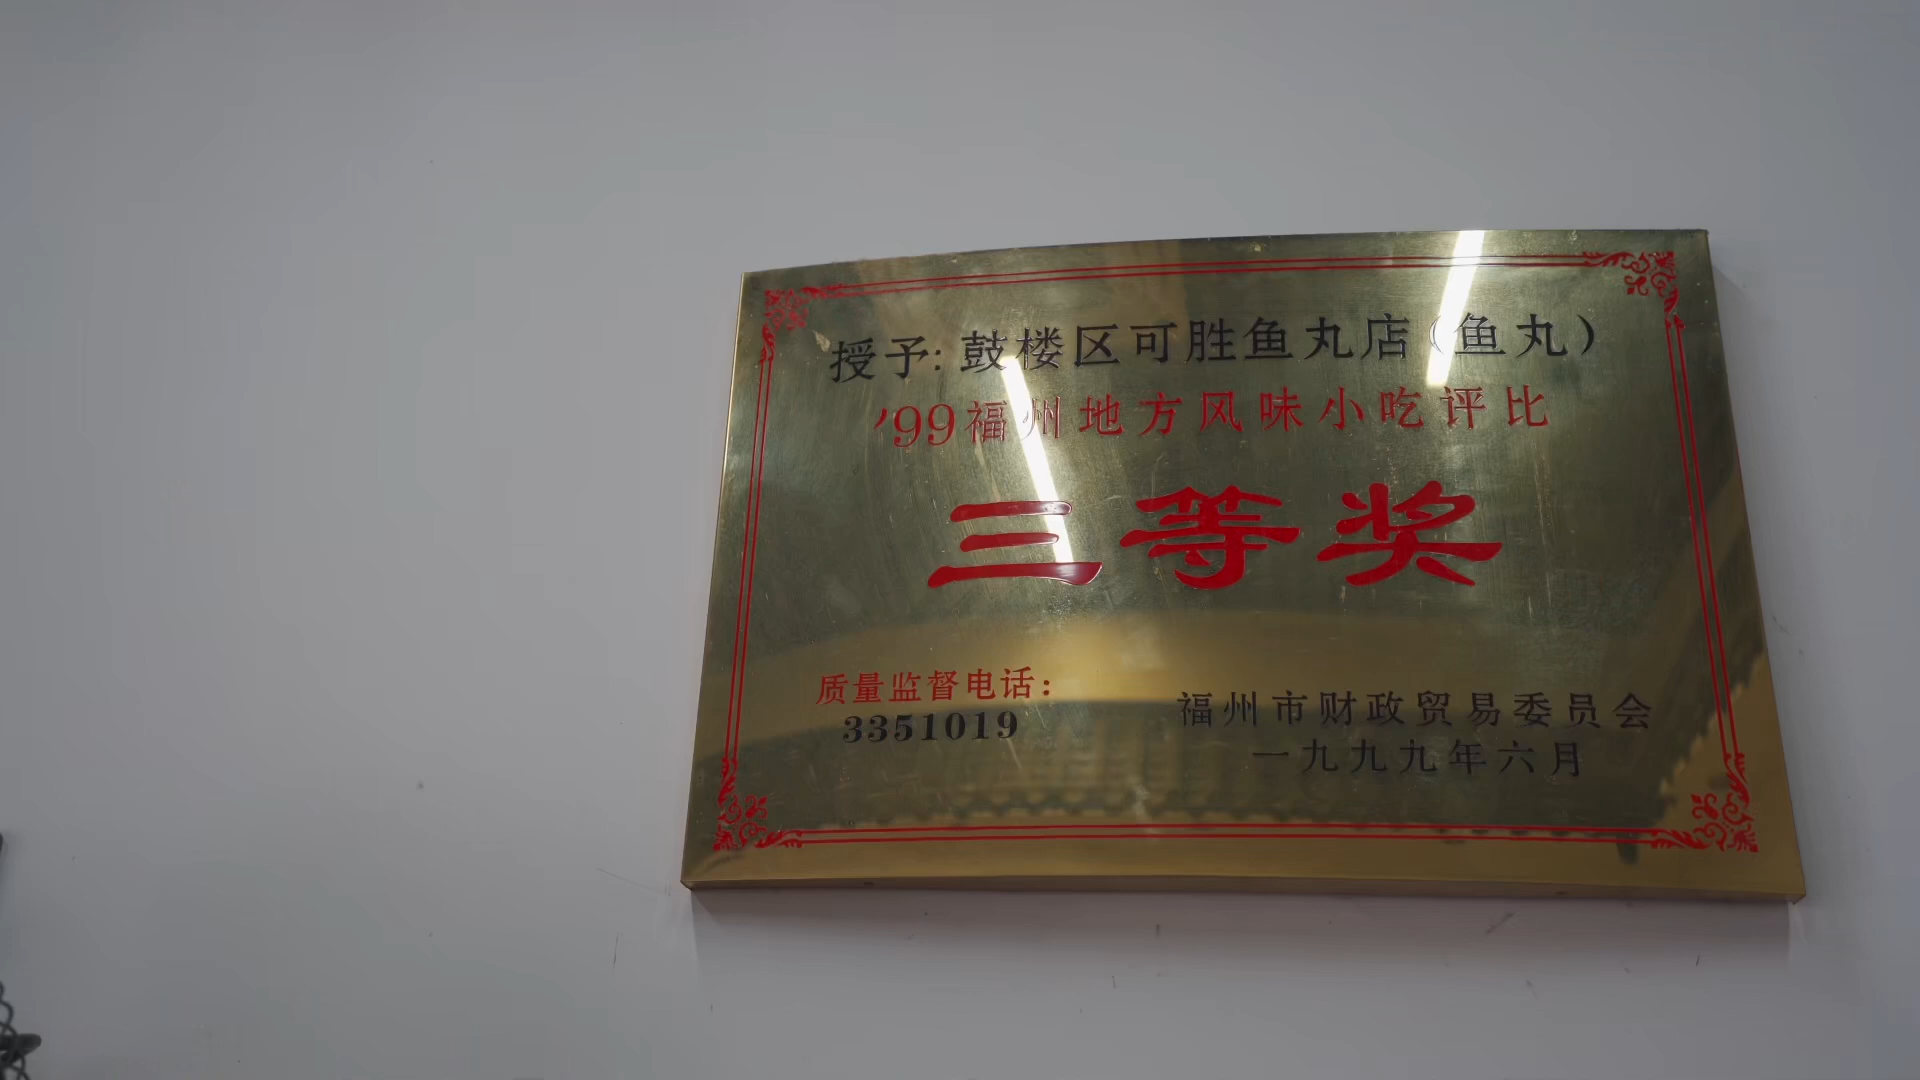 授予:鼓楼区可胜鱼丸店(鱼丸)
'99福州地方风味小吃评比
三等奖
质量监督电话:
3351019
福州市财政贸易委员会
一九九九年六月